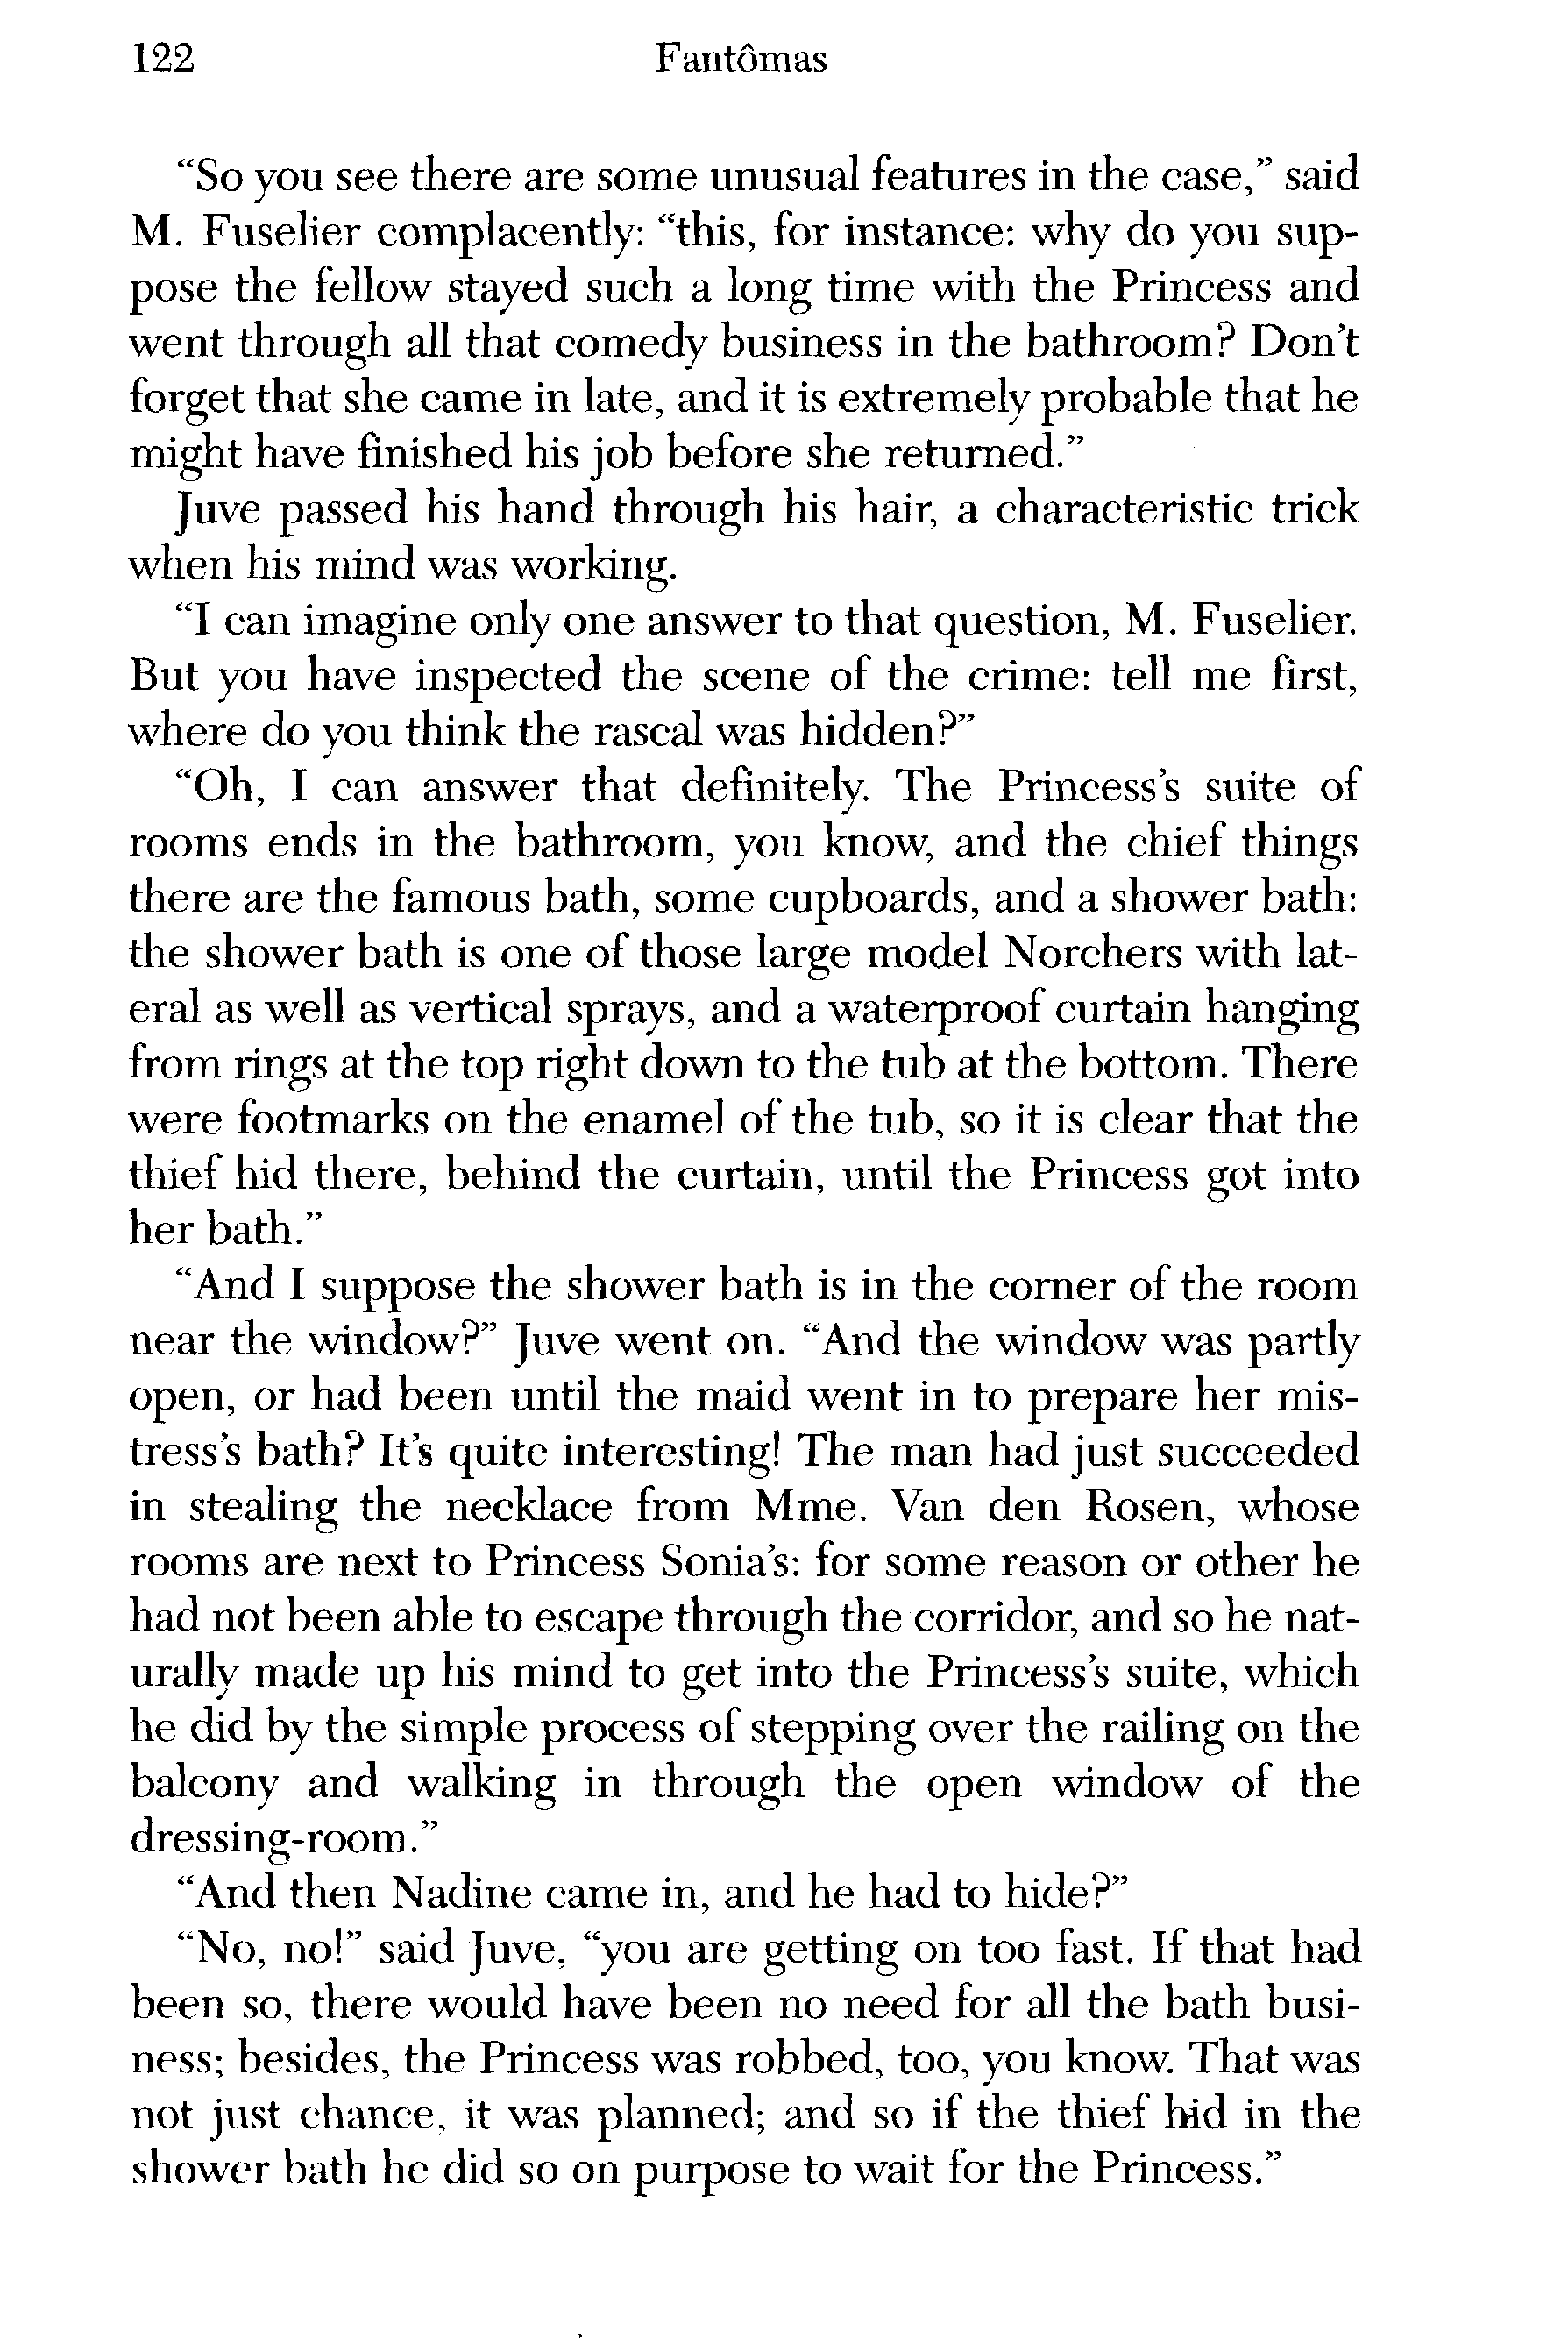 122 Fantômas
“So you see there are some unusual features in the case,” said
M. Fuselier complacently: “this, for instance: why do you sup-
pose the fellow stayed such a long time with the Princess and
went through all that comedy business in the bathroom? Don’t
forget that she came in late, and it is extremely probable that he
might have finished his job before she returned.”
Juve passed his hand through his hair, a characteristic trick
when his mind was working.
“I can imagine only one answer to that question, M. Fuselier.
But you have inspected the scene of the crime: tell me first,
where do you think the rascal was hidden?”
“Oh, I can answer that definitely. The Princess’s suite of
rooms ends in the bathroom, you know, and the chief things
there are the famous bath, some cupboards, and a shower bath:
the shower bath is one of those large model Norchers with lat-
eral as well as vertical sprays, and a waterproof curtain hanging
from rings at the top right down to the tub at the bottom. There
were footmarks on the enamel of the tub, so it is clear that the
thief hid there, behind the curtain, until the Princess got into
her bath.”
“And I suppose the shower bath is in the corner of the room
near the window?” Juve went on. “And the window was partly
open, or had been until the maid went in to prepare her mis-
tress’s bath? It’s quite interesting! The man had just succeeded
in stealing the necklace from Mme. Van den Rosen, whose
rooms are next to Princess Sonia’s: for some reason or other he
had not been able to escape through the corridor, and so he nat-
urally made up his mind to get into the Princess’s suite, which
he did by the simple process of stepping over the railing on the
balcony and walking in through the open window of the
dressing-room.”
“And then Nadine came in, and he had to hide?”
“No, no!” said Juve, “you are getting on too fast. If that had
been so, there would have been no need for all the bath busi-
ness; besides, the Princess was robbed, too, you know. That was
not just chance, it was planned; and so if the thief hid in the
shower bath he did so on purpose to wait for the Princess.”